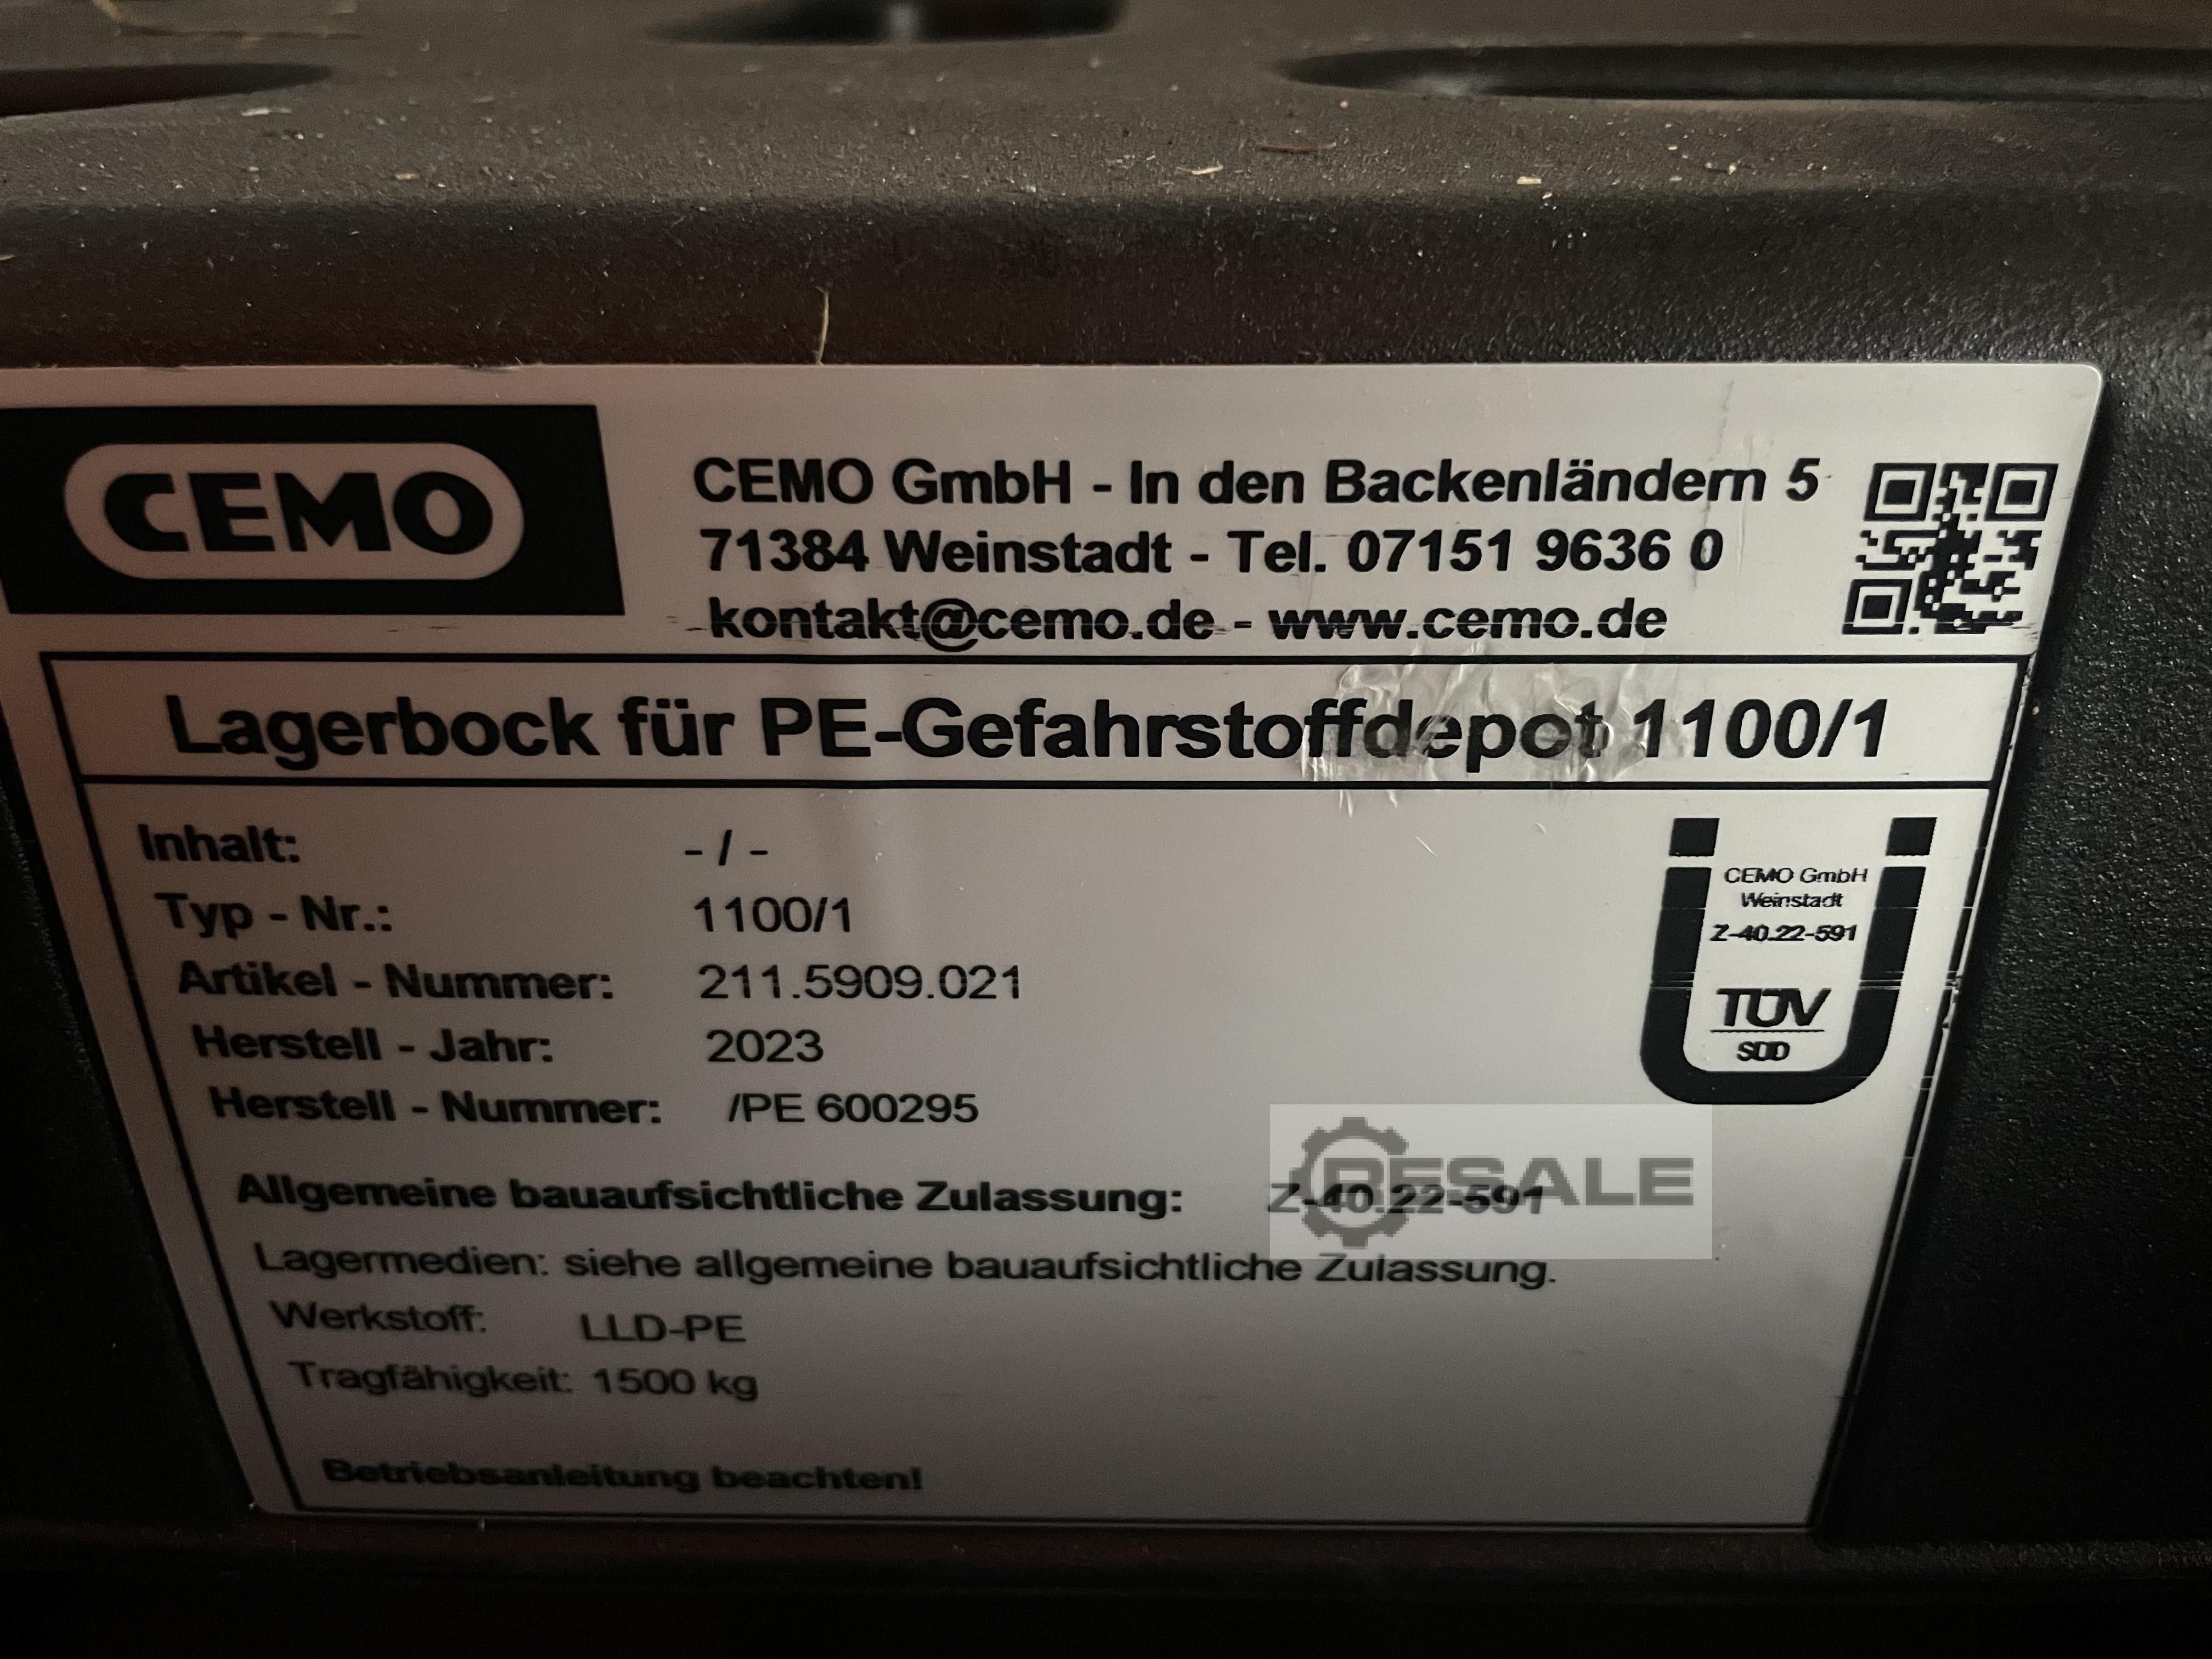 CEMO
CEMO GmbH - In den Backenländern 5
71384 Weinstadt - Tel. 07151 9636 0
kontakt@cemo.de - www.cemo.de
Lagerbock für PE-Gefahrstoffdepot 1100/1
Inhalt: - / -
Typ - Nr.: 1100/1
Artikel - Nummer: 211.5909.021
Herstell - Jahr: 2023
Herstell - Nummer: /PE 600295
CEMO GmbH
Weinstadt
Z-40.22-591
TÜV
SÜD
Allgemeine bauaufsichtliche Zulassung: Z-40.22-591
RESALE
Lagermedien: siehe allgemeine bauaufsichtliche Zulassung.
Werkstoff: LLD-PE
Tragfähigkeit: 1500 kg
Betriebsanleitung beachten!